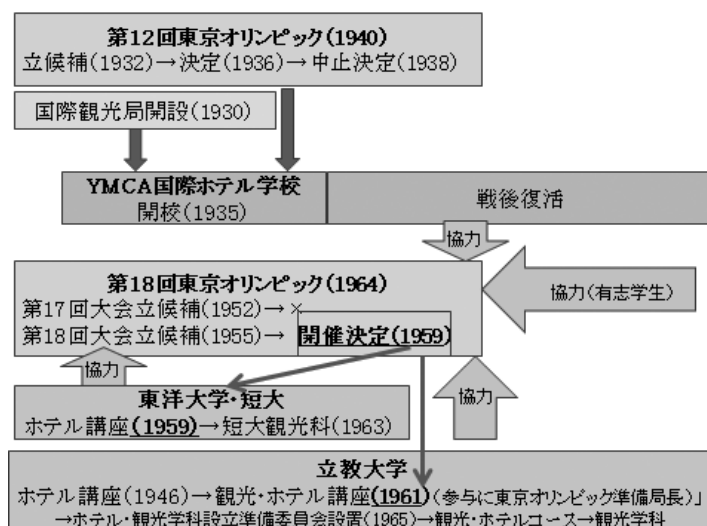 第12回東京オリンピック(1940)
立候補(1932)→決定(1936)→中止決定(1938)
国際観光局開設(1930)
YMCA国際ホテル学校
開校(1935)
戦後復活
協力
第18回東京オリンピック(1964)
第17回大会立候補(1952)→×
第18回大会立候補(1955)→ 開催決定(1959)
協力(有志学生)
協力
東洋大学・短大
ホテル講座(1959)→短大観光科(1963)
協力
立教大学
ホテル講座(1946)→観光・ホテル講座(1961)(参与に東京オリンピック準備局長)」
→ホテル・観光学科設立準備委員会設置(1965)→観光・ホテルコース→観光学科